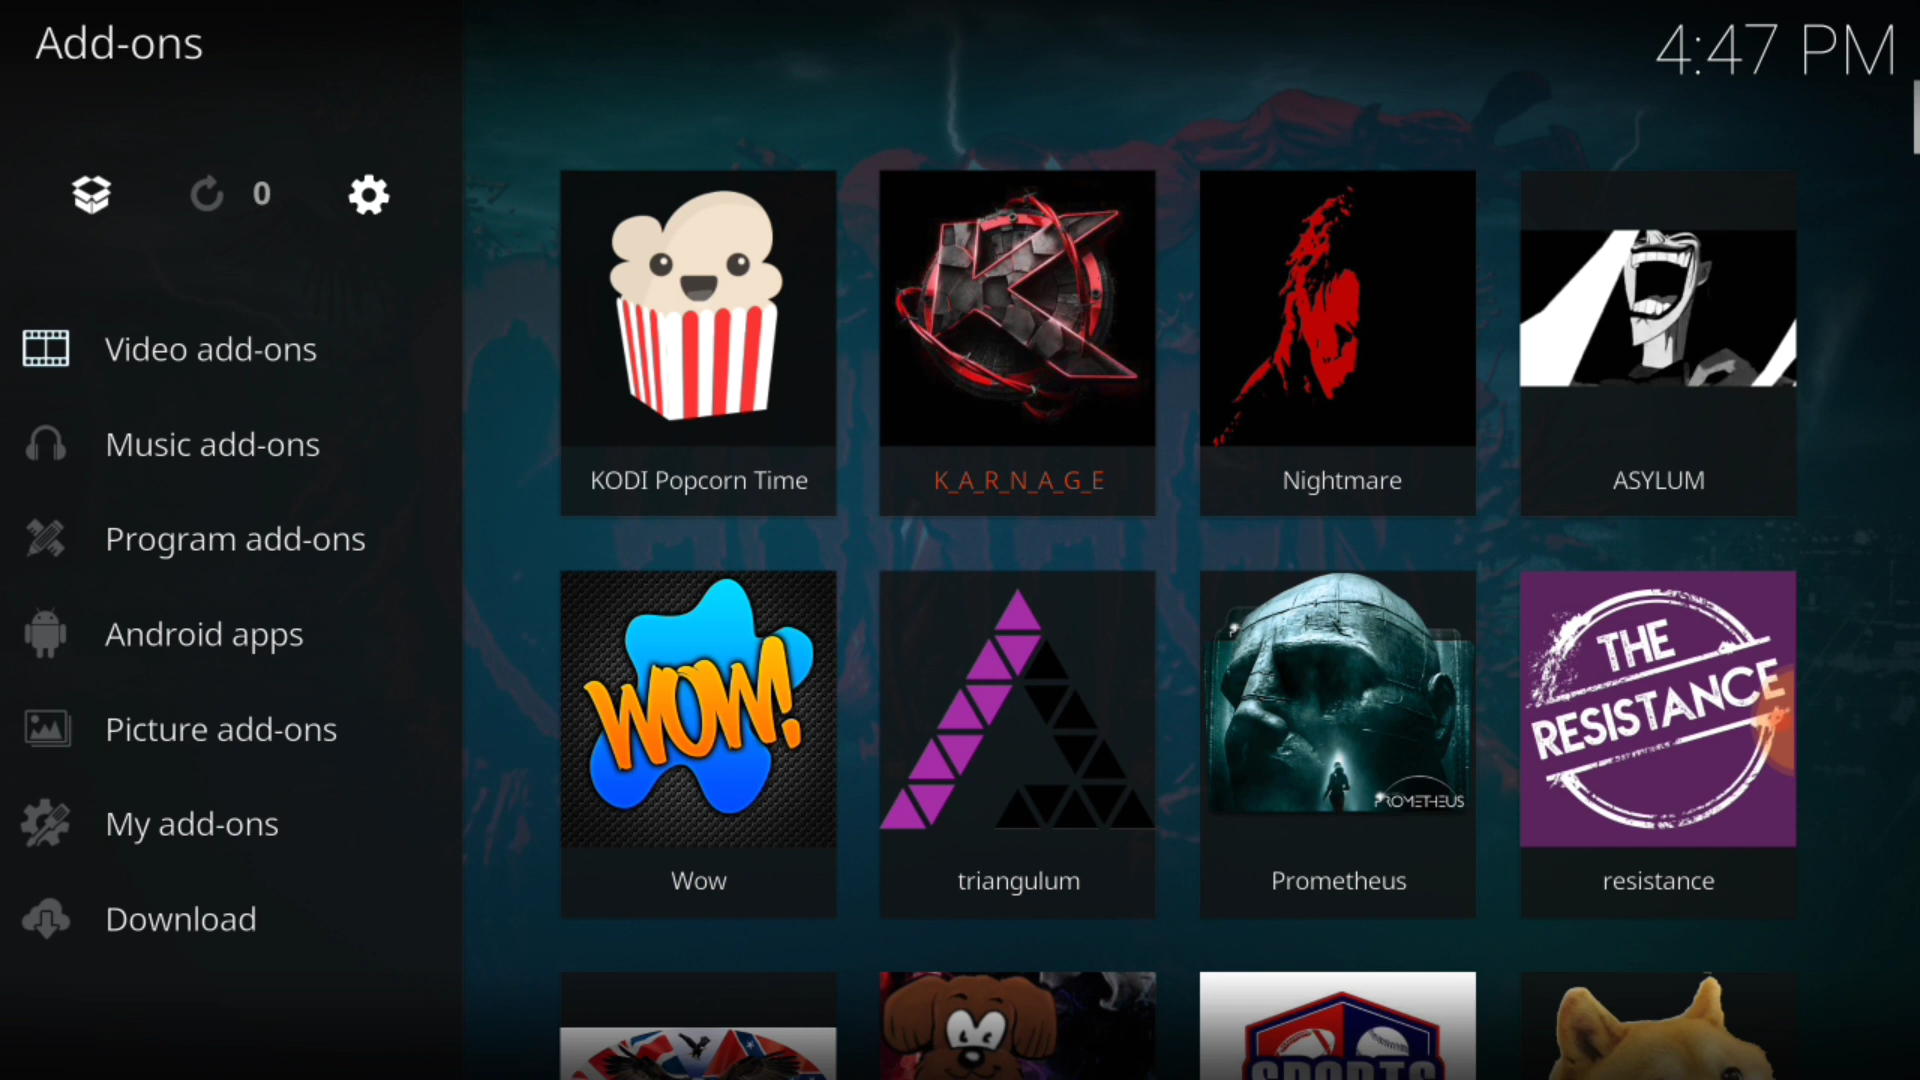 Add-ons
4:47 PM
0
Video add-ons
Music add-ons
Program add-ons
Android apps
Picture add-ons
My add-ons
Download
KODI Popcorn Time
K_A_R_N_A_G_E
Nightmare
ASYLUM
WOW!
PROMETHEUS
THE
RESISTANCE
Wow
triangulum
Prometheus
resistance
SPORTS